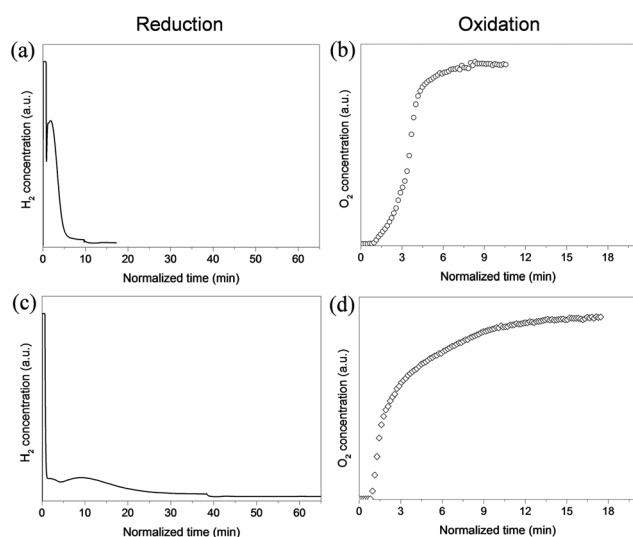 Reduction
Oxidation
(a)
H₂ concentration (a.u.)
0 10 20 30 40 50 60
Normalized time (min)
(b)
O₂ concentration (a.u.)
0 3 6 9 12 15 18
Normalized time (min)
(c)
H₂ concentration (a.u.)
0 10 20 30 40 50 60
Normalized time (min)
(d)
O₂ concentration (a.u.)
0 3 6 9 12 15 18
Normalized time (min)